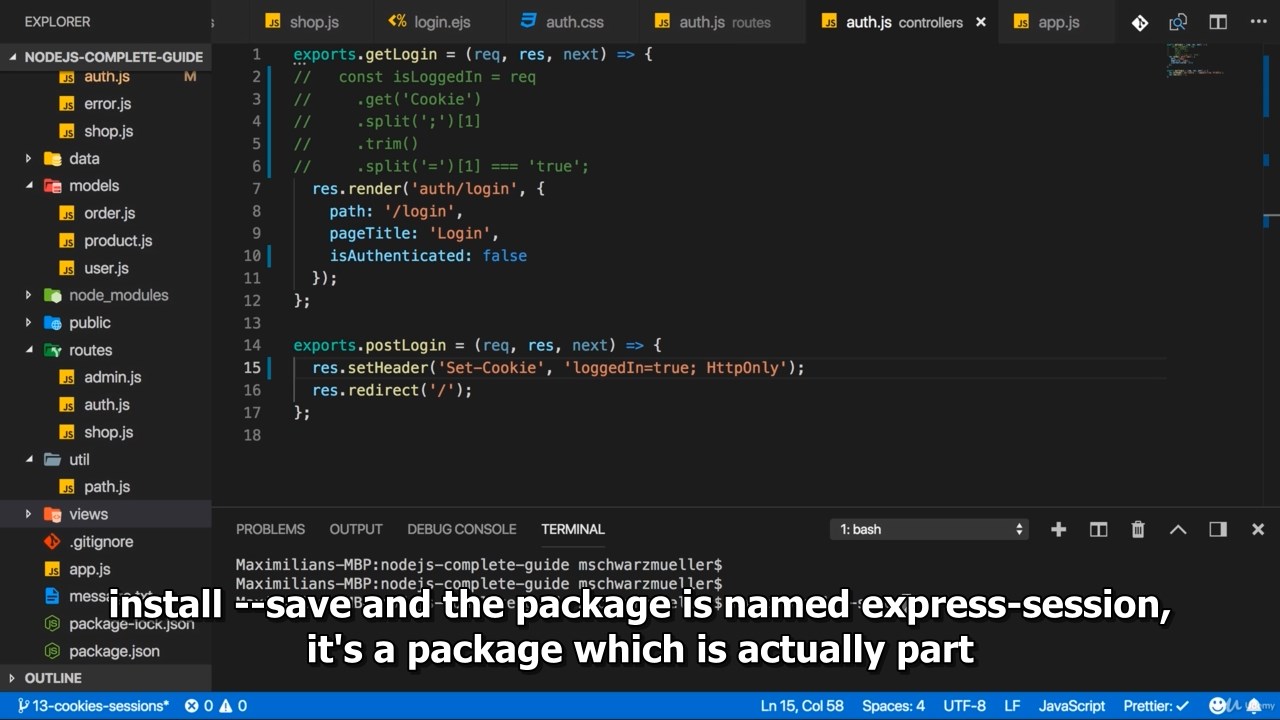 EXPLORER
shop.js
login.ejs
auth.css
auth.js routes
auth.js controllers
app.js
NODEJS-COMPLETE-GUIDE
auth.js M
error.js
shop.js
data
models
order.js
product.js
user.js
node_modules
public
routes
admin.js
auth.js
shop.js
util
path.js
views
.gitignore
app.js
package-lock.json
package.json
OUTLINE
1 exports.getLogin = (req, res, next) => {
2 //   const isLoggedIn = req
3 //     .get('Cookie')
4 //     .split(';')[1]
5 //     .trim()
6 //     .split('=')[1] === 'true';
7   res.render('auth/login', {
8     path: '/login',
9     pageTitle: 'Login',
10     isAuthenticated: false
11   });
12 };
13
14 exports.postLogin = (req, res, next) => {
15   res.setHeader('Set-Cookie', 'loggedIn=true; HttpOnly');
16   res.redirect('/');
17 };
18
PROBLEMS OUTPUT DEBUG CONSOLE TERMINAL
1: bash
Maximilians-MBP:nodejs-complete-guide mschwarzmueller$
Maximilians-MBP:nodejs-complete-guide mschwarzmueller$
install --save and the package is named express-session,
it's a package which is actually part
13-cookies-sessions* 0 0 Ln 15, Col 58 Spaces: 4 UTF-8 LF JavaScript Prettier: ✓
Udemy